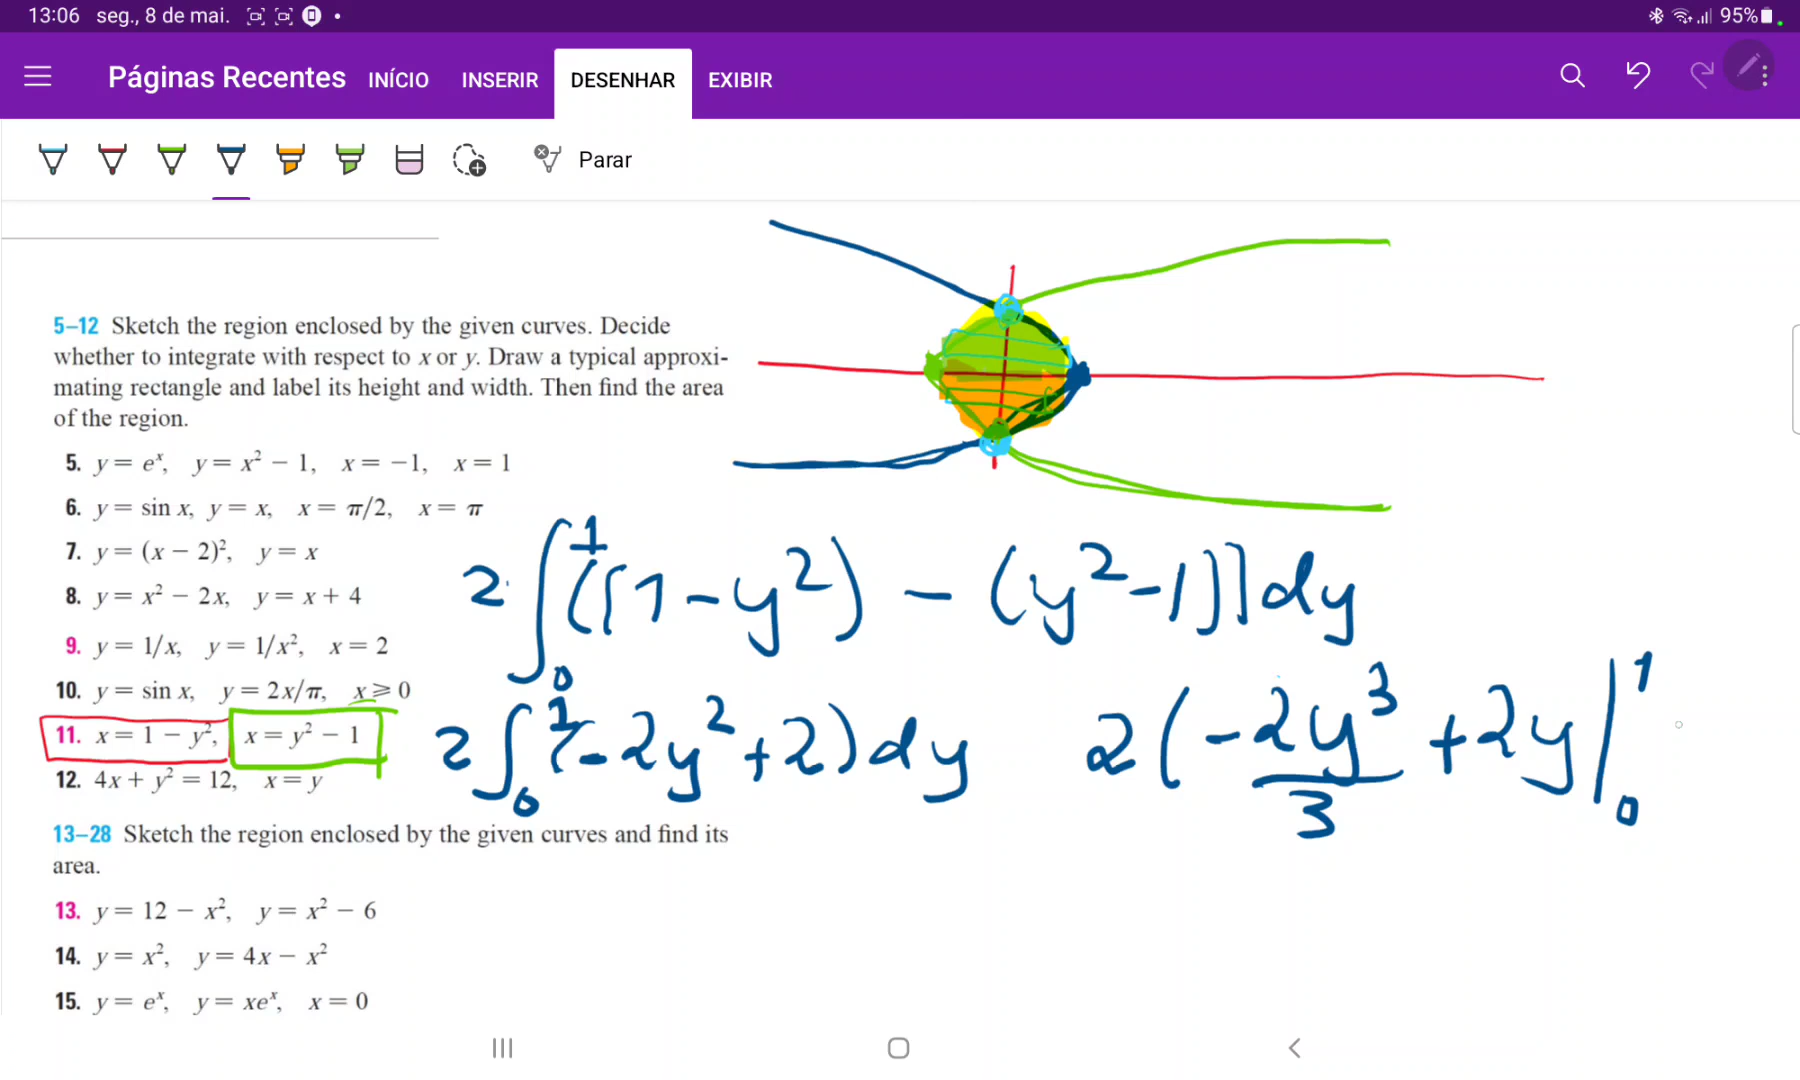 13:06 seg., 8 de mai. 95%
Páginas Recentes INÍCIO INSERIR DESENHAR EXIBIR
Parar
5–12 Sketch the region enclosed by the given curves. Decide
whether to integrate with respect to x or y. Draw a typical approxi-
mating rectangle and label its height and width. Then find the area
of the region.
5. y = eˣ, y = x² − 1, x = −1, x = 1
6. y = sin x, y = x, x = π/2, x = π
7. y = (x − 2)², y = x
8. y = x² − 2x, y = x + 4
9. y = 1/x, y = 1/x², x = 2
10. y = sin x, y = 2x/π, x ⩾ 0
11. x = 1 − y², x = y² − 1
12. 4x + y² = 12, x = y
2 ∫₀¹ [(1 − y²) − (y² − 1)] dy
2 ∫₀¹ (−2y² + 2) dy 2(−2y³/3 + 2y|₀¹
13–28 Sketch the region enclosed by the given curves and find its
area.
13. y = 12 − x², y = x² − 6
14. y = x², y = 4x − x²
15. y = eˣ, y = xeˣ, x = 0